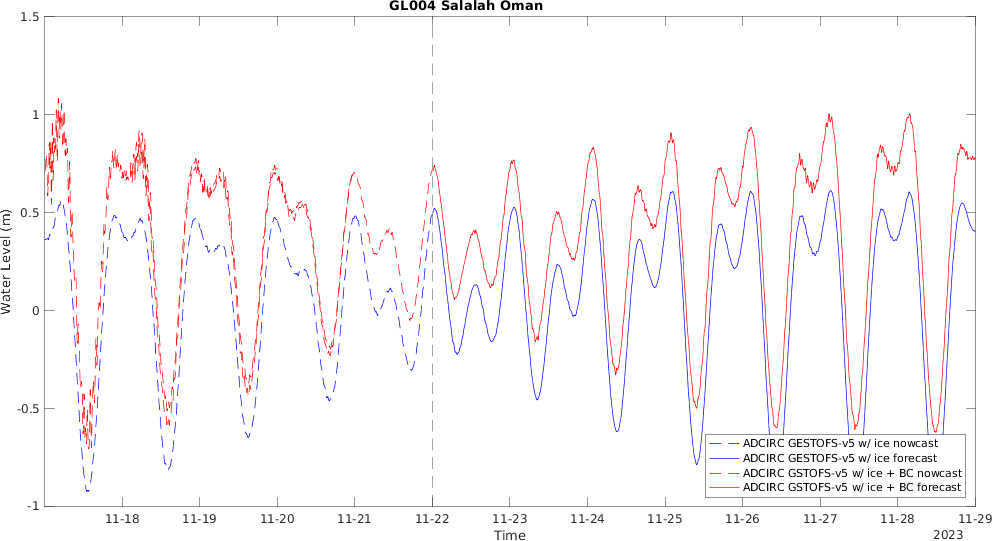 GL004 Salalah Oman
1.5
1
0.5
0
-0.5
-1
Water Level (m)
ADCIRC GESTOFS-v5 w/ ice nowcast
ADCIRC GESTOFS-v5 w/ ice forecast
ADCIRC GSTOFS-v5 w/ ice + BC nowcast
ADCIRC GSTOFS-v5 w/ ice + BC forecast
11-18 11-19 11-20 11-21 11-22 11-23 11-24 11-25 11-26 11-27 11-28 11-29
Time
2023